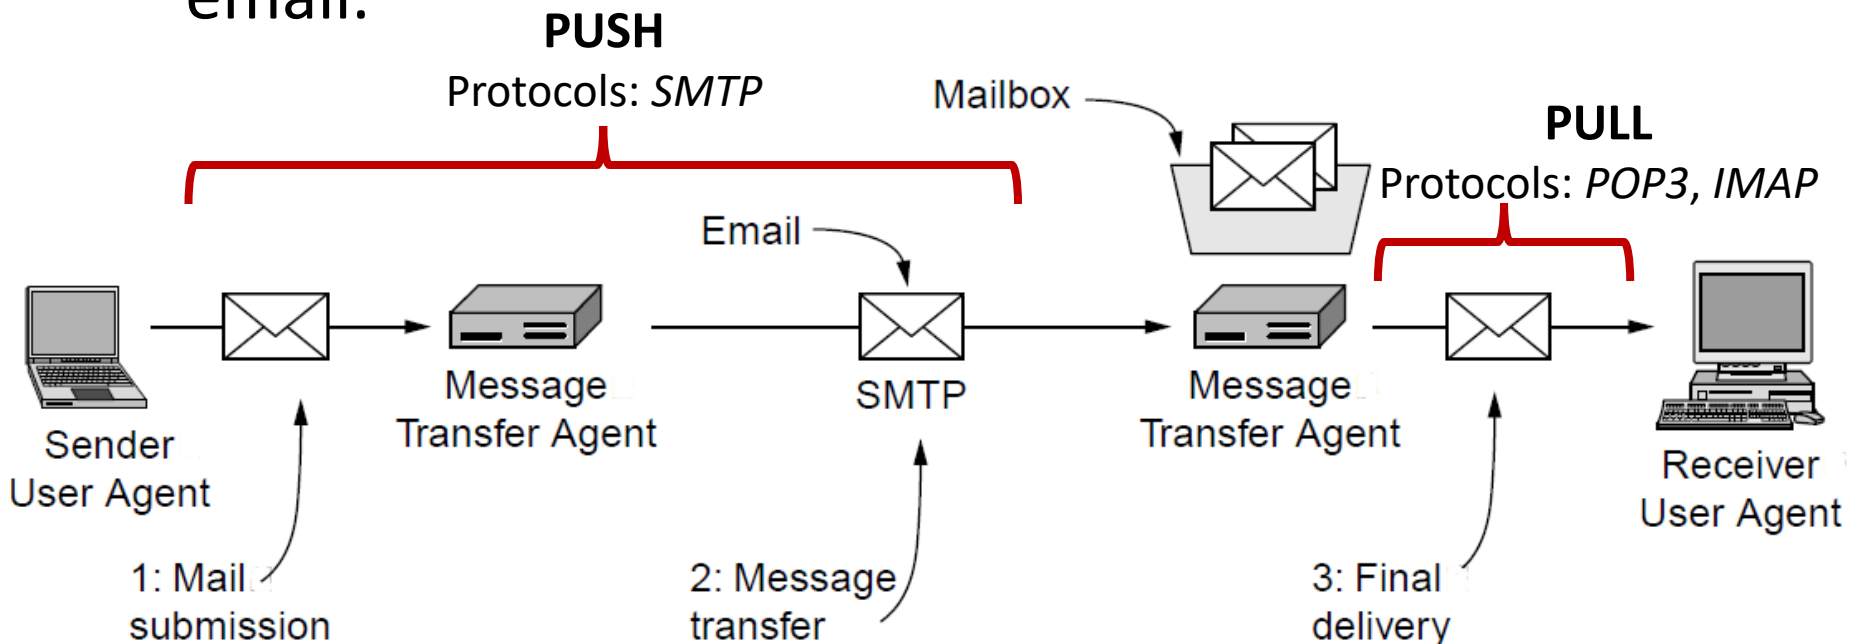 email.
PUSH
Protocols: SMTP
Mailbox
PULL
Protocols: POP3, IMAP
Email
Sender
User Agent
Message
Transfer Agent
SMTP
Message
Transfer Agent
Receiver
User Agent
1: Mail
submission
2: Message
transfer
3: Final
delivery